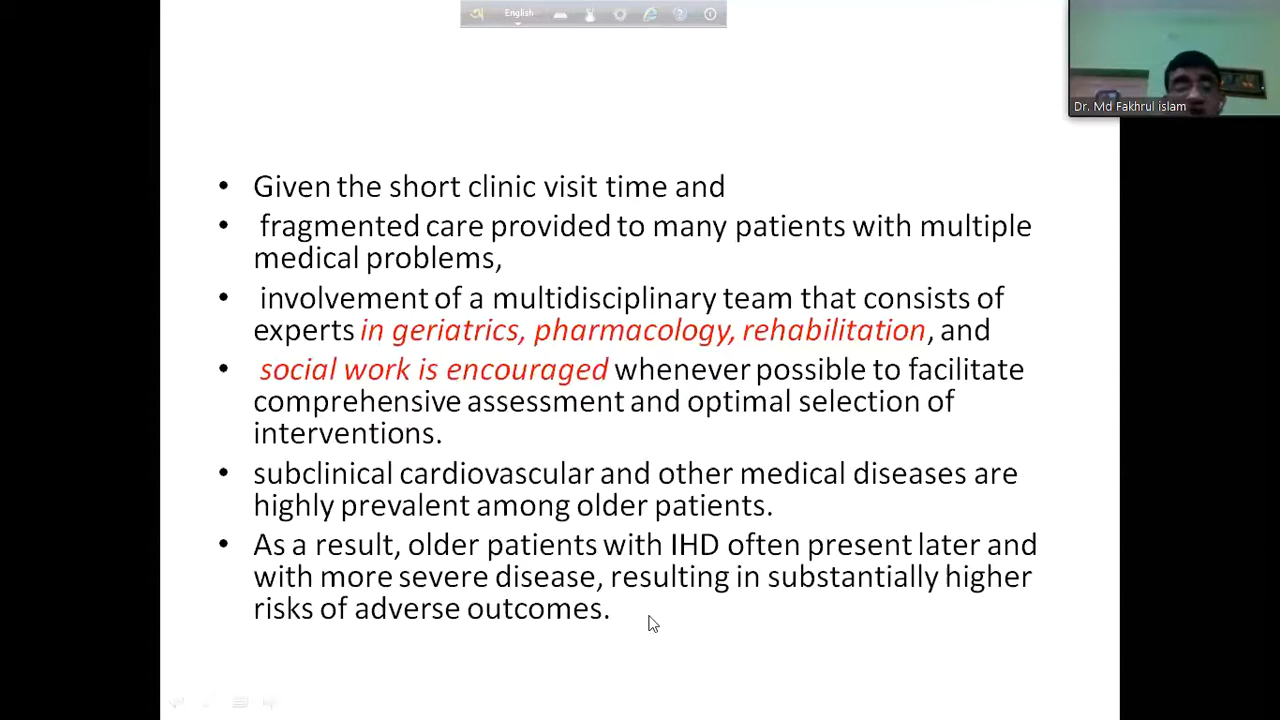 English
Dr. Md Fakhrul islam
• Given the short clinic visit time and
• fragmented care provided to many patients with multiple
medical problems,
• involvement of a multidisciplinary team that consists of
experts in geriatrics, pharmacology, rehabilitation, and
• social work is encouraged whenever possible to facilitate
comprehensive assessment and optimal selection of
interventions.
• subclinical cardiovascular and other medical diseases are
highly prevalent among older patients.
• As a result, older patients with IHD often present later and
with more severe disease, resulting in substantially higher
risks of adverse outcomes.